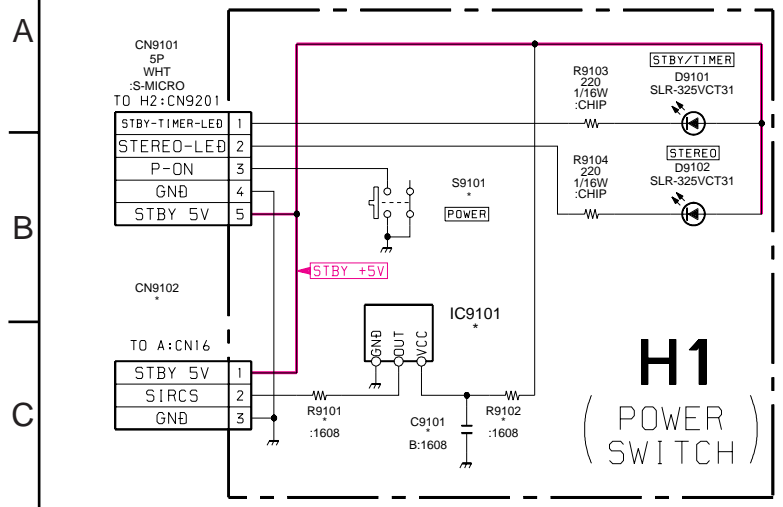 A
B
C
CN9101
5P
WHT
:S-MICRO
TO H2:CN9201
STBY-TIMER-LED 1
STEREO-LED 2
P-ON 3
GND 4
STBY 5V 5
R9103
220
1/16W
:CHIP
STBY/TIMER
D9101
SLR-325VCT31
R9104
220
1/16W
:CHIP
STEREO
D9102
SLR-325VCT31
S9101
*
POWER
STBY +5V
CN9102
*
TO A:CN16
STBY 5V 1
SIRCS 2
GND 3
IC9101
*
GND
OUT
VCC
R9101
*
:1608
C9101
*
B:1608
R9102
*
:1608
H1
(POWER
SWITCH)